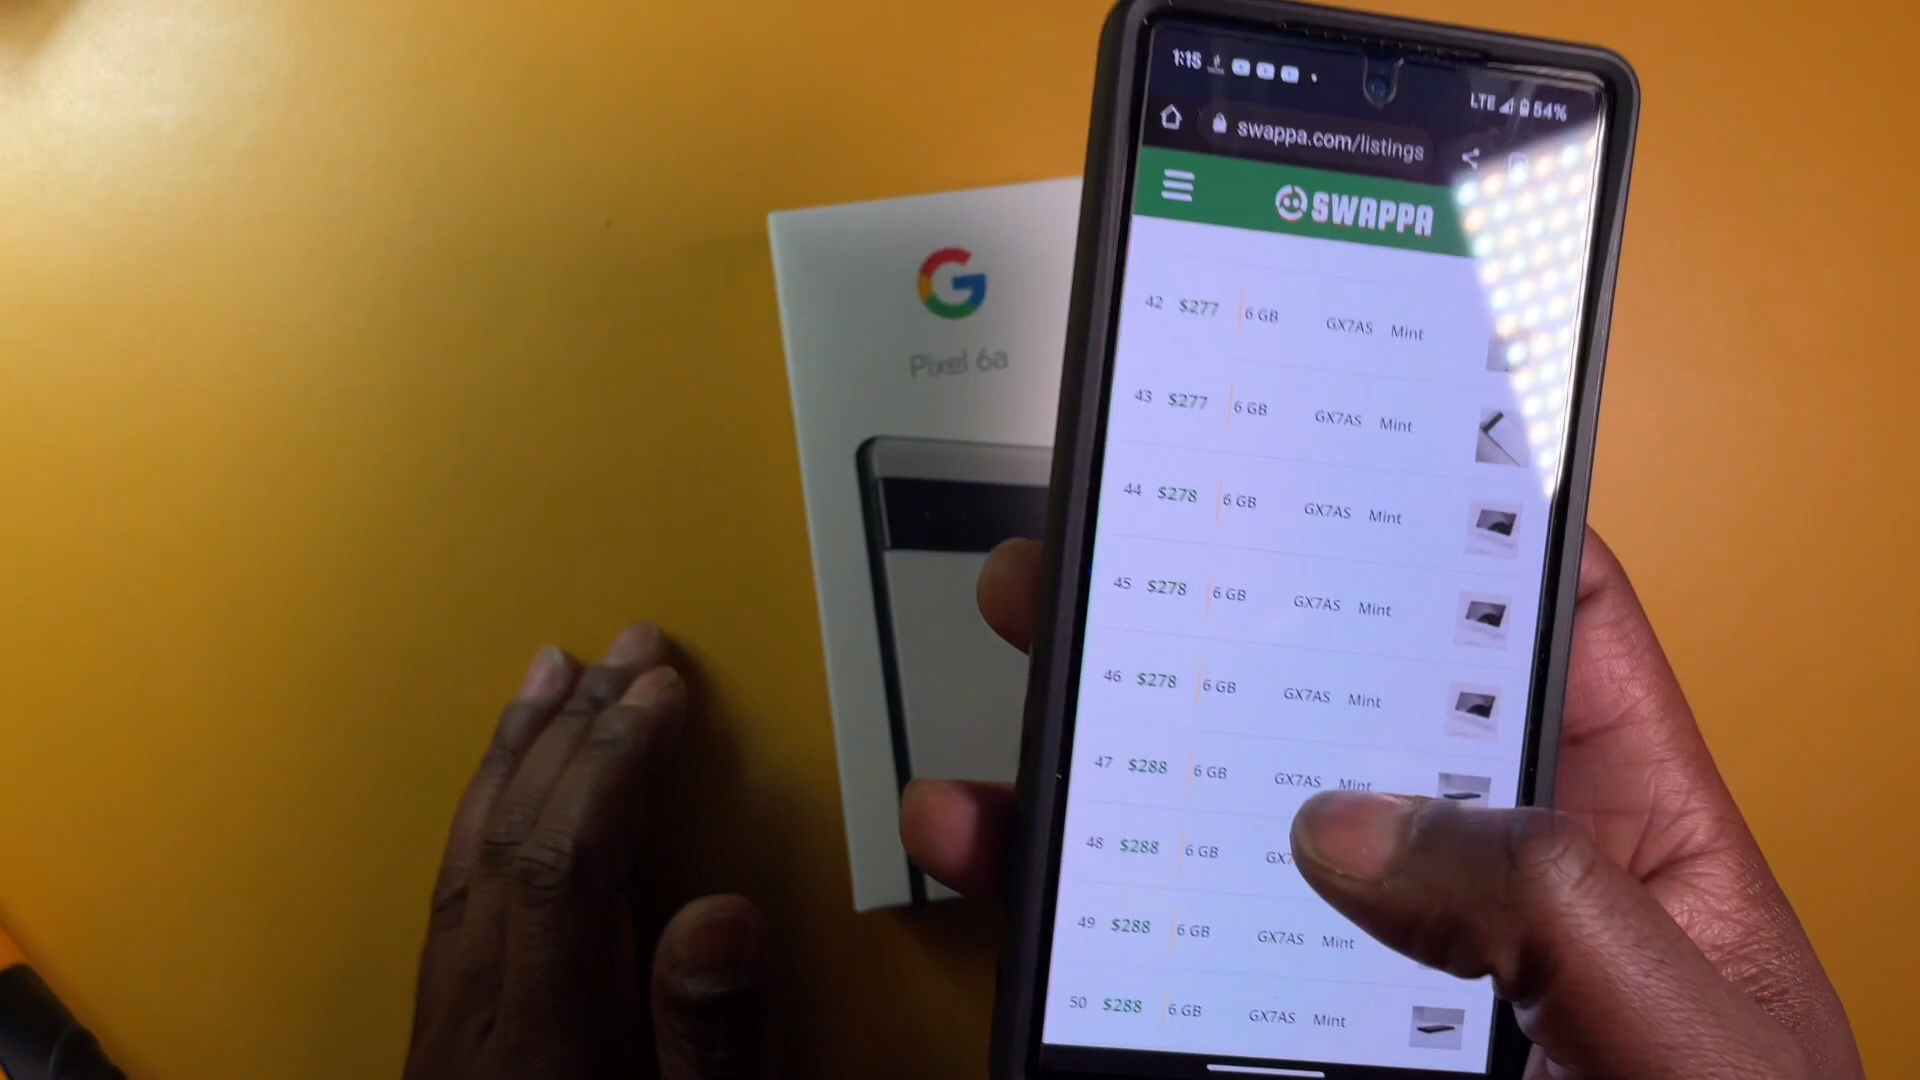 1:15
LTE 54%
swappa.com/listings
SWAPPA
42 $277 6 GB GX7AS Mint
43 $277 6 GB GX7AS Mint
44 $278 6 GB GX7AS Mint
45 $278 6 GB GX7AS Mint
46 $278 6 GB GX7AS Mint
47 $288 6 GB GX7AS Mint
48 $288 6 GB GX7
49 $288 6 GB GX7AS Mint
50 $288 6 GB GX7AS Mint
G
Pixel 6a